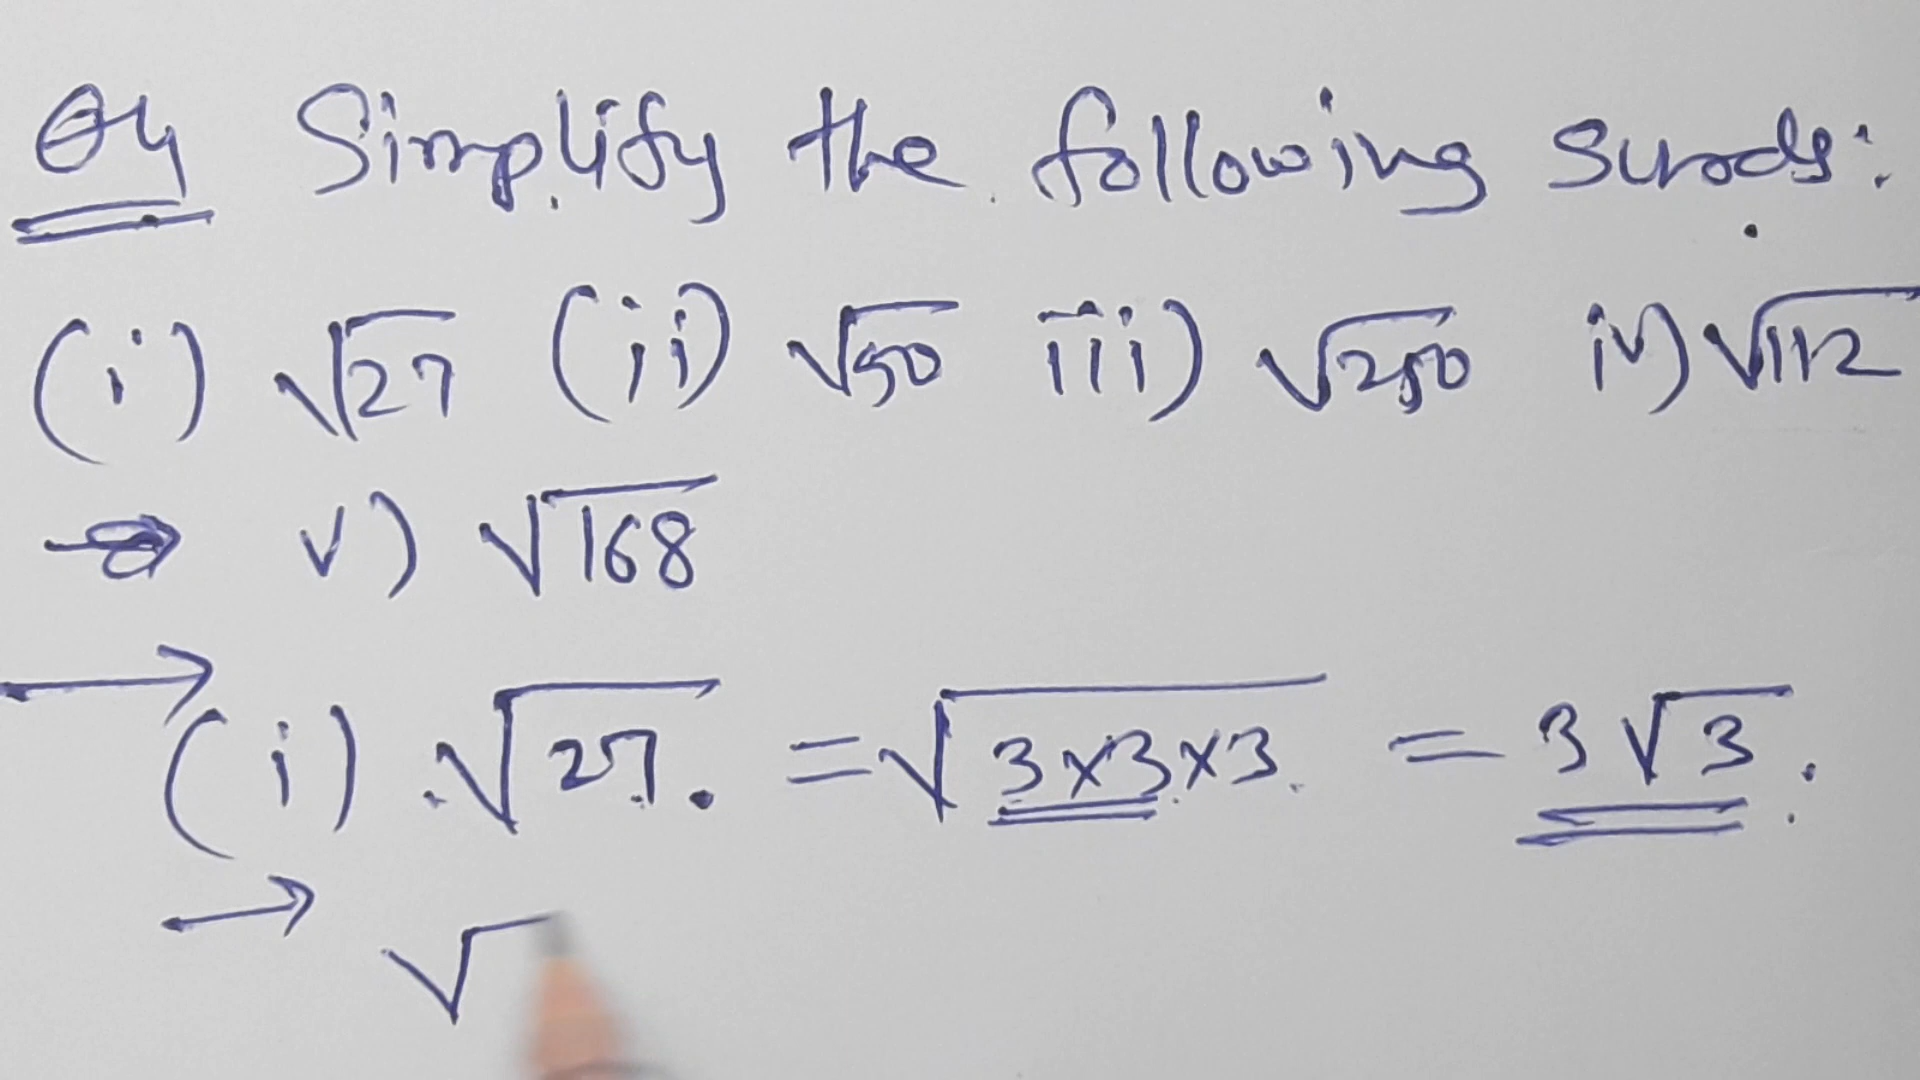 Q4 Simplify the following surds:
(i) √27 (ii) √50 iii) √250 iv) √112
v) √168
→ (i) √27. = √3×3×3 = 3√3.
→ √